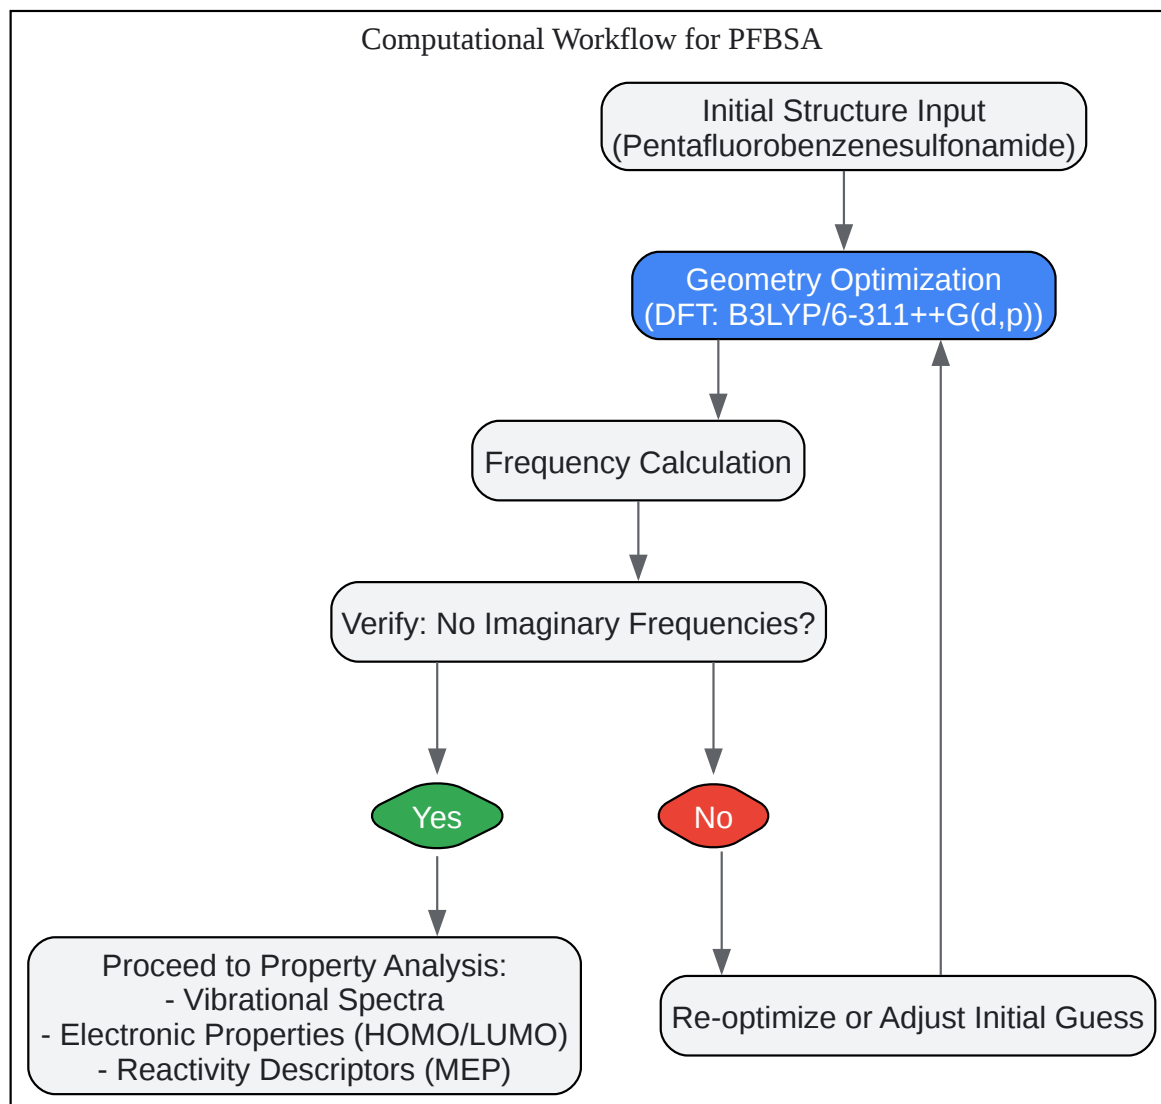 Computational Workflow for PFBSA
Initial Structure Input
(Pentafluorobenzenesulfonamide)
Geometry Optimization
(DFT: B3LYP/6-311++G(d,p))
Frequency Calculation
Verify: No Imaginary Frequencies?
Yes
No
Proceed to Property Analysis:
- Vibrational Spectra
- Electronic Properties (HOMO/LUMO)
- Reactivity Descriptors (MEP)
Re-optimize or Adjust Initial Guess